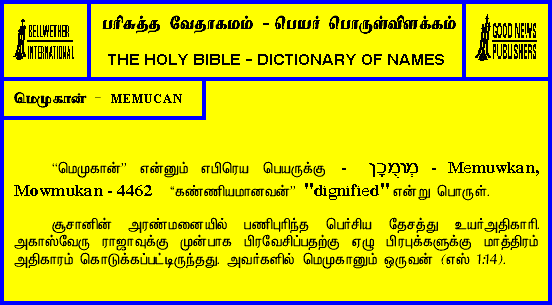 BELLWETHER
INTERNATIONAL
பரிசுத்த வேதாகமம் - பெயர் பொருள்விளக்கம்
THE HOLY BIBLE - DICTIONARY OF NAMES
GOOD NEWS
PUBLISHERS
மெமுகான் - MEMUCAN
“மெமுகான்” என்னும் எபிரெய பெயருக்கு - מְמֻכָן - Memuwkan,
Mowmukan - 4462 “கண்ணியமானவன்” "dignified" என்று பொருள்.
சூசானின் அரண்மனையில் பணிபுரிந்த பெர்சிய தேசத்து உயர்அதிகாரி.
அகாஸ்வேரு ராஜாவுக்கு முன்பாக பிரவேசிப்பதற்கு ஏழு பிரபுக்களுக்கு மாத்திரம்
அதிகாரம் கொடுக்கப்பட்டிருந்தது. அவர்களில் மெமுகானும் ஒருவன் (எஸ் 1:14).